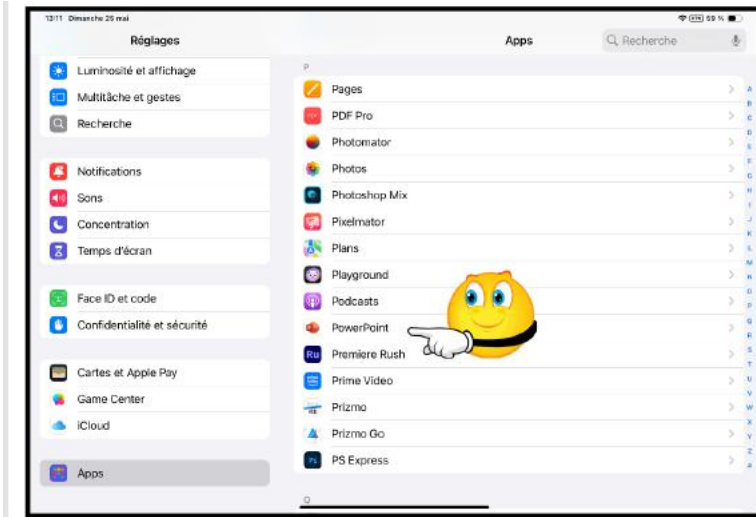 13:11 Dimanche 25 mai
59 %
Réglages
Apps
Recherche
Luminosité et affichage
Multitâche et gestes
Recherche
Notifications
Sons
Concentration
Temps d'écran
Face ID et code
Confidentialité et sécurité
Cartes et Apple Pay
Game Center
iCloud
Apps
P
Pages
PDF Pro
Photomator
Photos
Photoshop Mix
Pixelmator
Plans
Playground
Podcasts
PowerPoint
Ru
Premiere Rush
Prime Video
Prizmo
Prizmo Go
Ps
PS Express
Q
A
B
C
D
E
F
G
H
I
J
K
L
M
N
O
P
Q
R
S
T
U
V
W
X
Y
Z